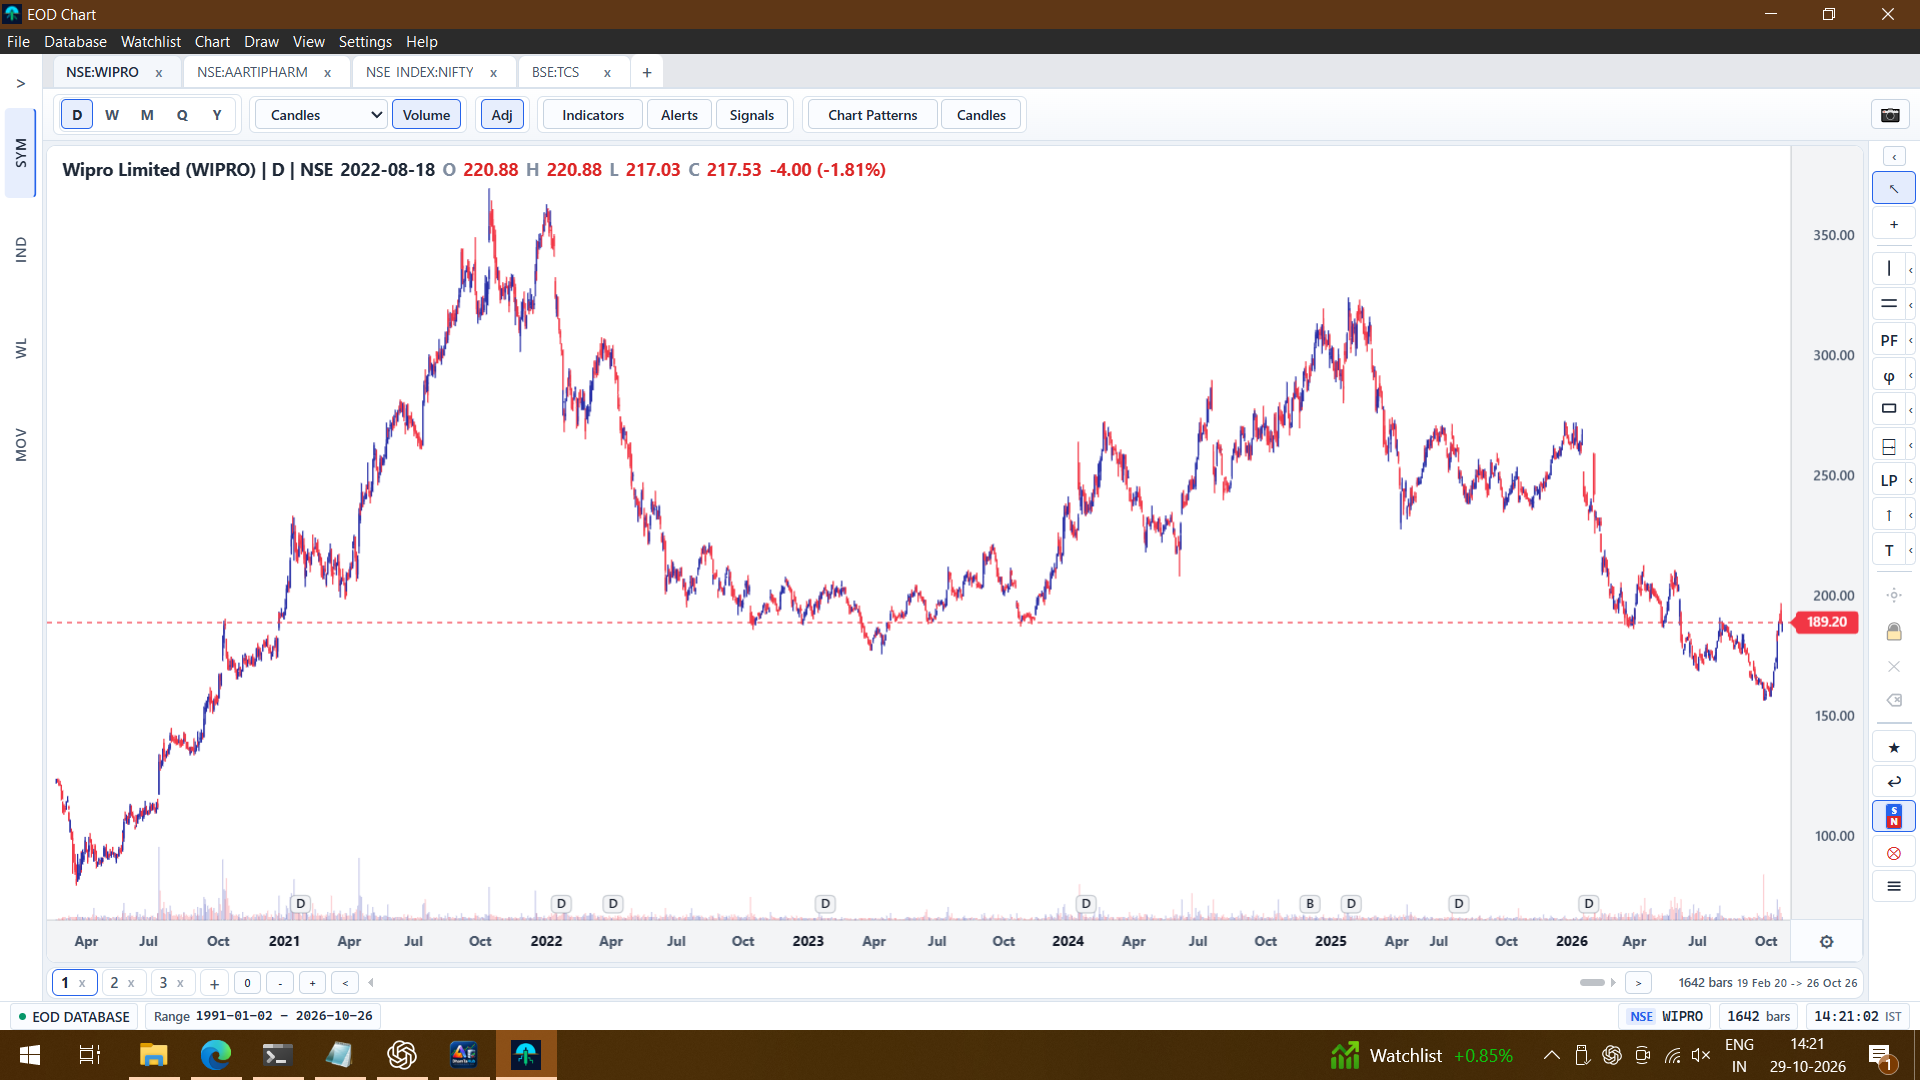 EOD Chart
File Database Watchlist Chart Draw View Settings Help
NSE:WIPRO x NSE:AARTIPHARM x NSE INDEX:NIFTY x BSE:TCS x +
D W M Q Y Candles Volume Adj Indicators Alerts Signals Chart Patterns Candles
Wipro Limited (WIPRO) | D | NSE 2022-08-18 O 220.88 H 220.88 L 217.03 C 217.53 -4.00 (-1.81%)
SYM
IND
WL
MOV
350.00
300.00
250.00
200.00
189.20
150.00
100.00
PF
φ
LP
T
S
N
D D D D D B D D D
Apr Jul Oct 2021 Apr Jul Oct 2022 Apr Jul Oct 2023 Apr Jul Oct 2024 Apr Jul Oct 2025 Apr Jul Oct 2026 Apr Jul Oct
1 x 2 x 3 x + 0 - + < > 1642 bars 19 Feb 20 -> 26 Oct 26
EOD DATABASE Range 1991-01-02 - 2026-10-26 NSE WIPRO 1642 bars 14:21:02 IST
Watchlist +0.85% ENG 14:21
IN 29-10-2026 1